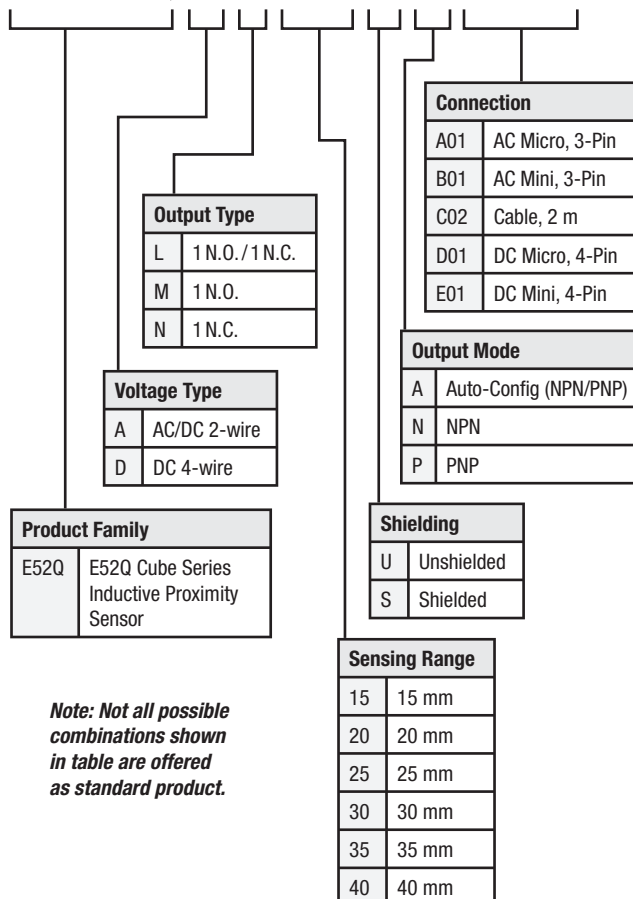 Connection
A01 AC Micro, 3-Pin
B01 AC Mini, 3-Pin
C02 Cable, 2 m
D01 DC Micro, 4-Pin
E01 DC Mini, 4-Pin
Output Type
L 1 N.O. / 1 N.C.
M 1 N.O.
N 1 N.C.
Output Mode
A Auto-Config (NPN/PNP)
N NPN
P PNP
Voltage Type
A AC/DC 2-wire
D DC 4-wire
Product Family
E52Q E52Q Cube Series
Inductive Proximity
Sensor
Shielding
U Unshielded
S Shielded
Sensing Range
15 15 mm
20 20 mm
25 25 mm
30 30 mm
35 35 mm
40 40 mm
Note: Not all possible
combinations shown
in table are offered
as standard product.